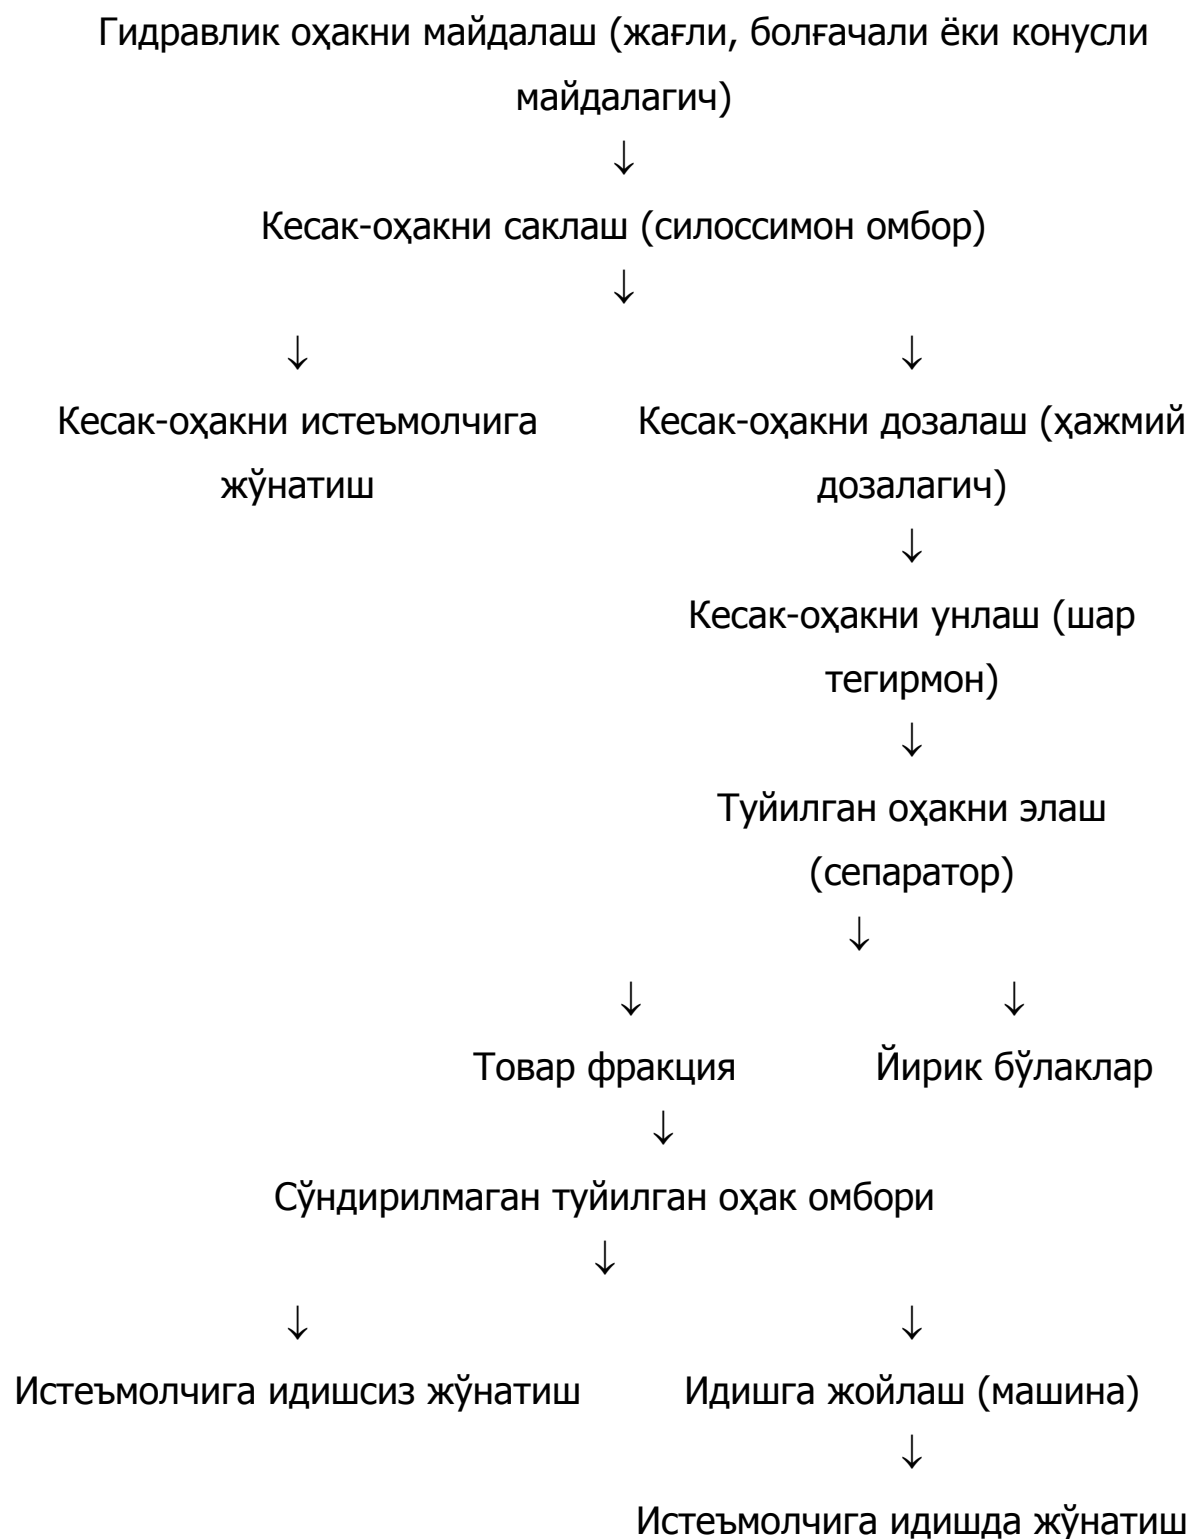 Гидравлик оҳакни майдалаш (жағли, болғачали ёки конусли
майдалагич)
↓
Кесак-оҳакни саклаш (силоссимон омбор)
↓
↓ ↓
Кесак-оҳакни истеъмолчига Кесак-оҳакни дозалаш (ҳажмий
жўнатиш дозалагич)
↓
Кесак-оҳакни унлаш (шар
тегирмон)
↓
Туйилган оҳакни элаш
(сепаратор)
↓
↓ ↓
Товар фракция Йирик бўлаклар
↓
Сўндирилмаган туйилган оҳак омбори
↓
↓ ↓
Истеъмолчига идишсиз жўнатиш Идишга жойлаш (машина)
↓
Истеъмолчига идишда жўнатиш